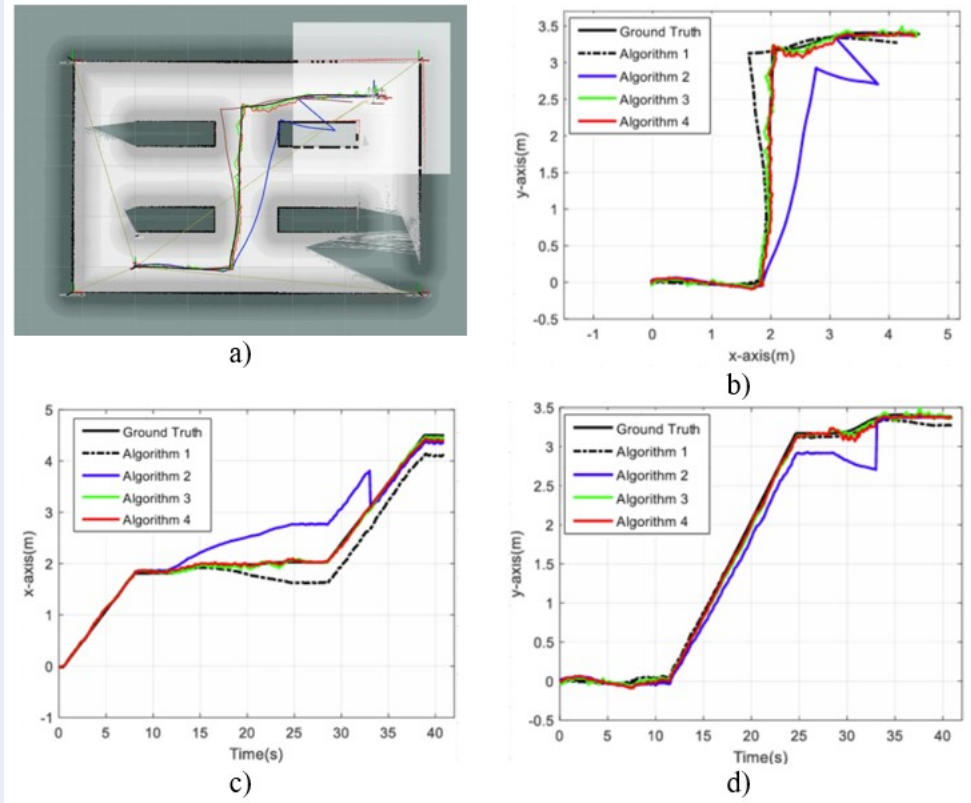 a)
3.5
3
2.5
2
1.5
1
0.5
0
-0.5
y-axis(m)
Ground Truth
Algorithm 1
Algorithm 2
Algorithm 3
Algorithm 4
-1
0
1
2
3
4
5
x-axis(m)
b)
5
4
3
2
1
0
-1
x-axis(m)
Ground Truth
Algorithm 1
Algorithm 2
Algorithm 3
Algorithm 4
0
5
10
15
20
25
30
35
40
Time(s)
c)
3.5
3
2.5
2
1.5
1
0.5
0
-0.5
y-axis(m)
Ground Truth
Algorithm 1
Algorithm 2
Algorithm 3
Algorithm 4
0
5
10
15
20
25
30
35
40
Time(s)
d)